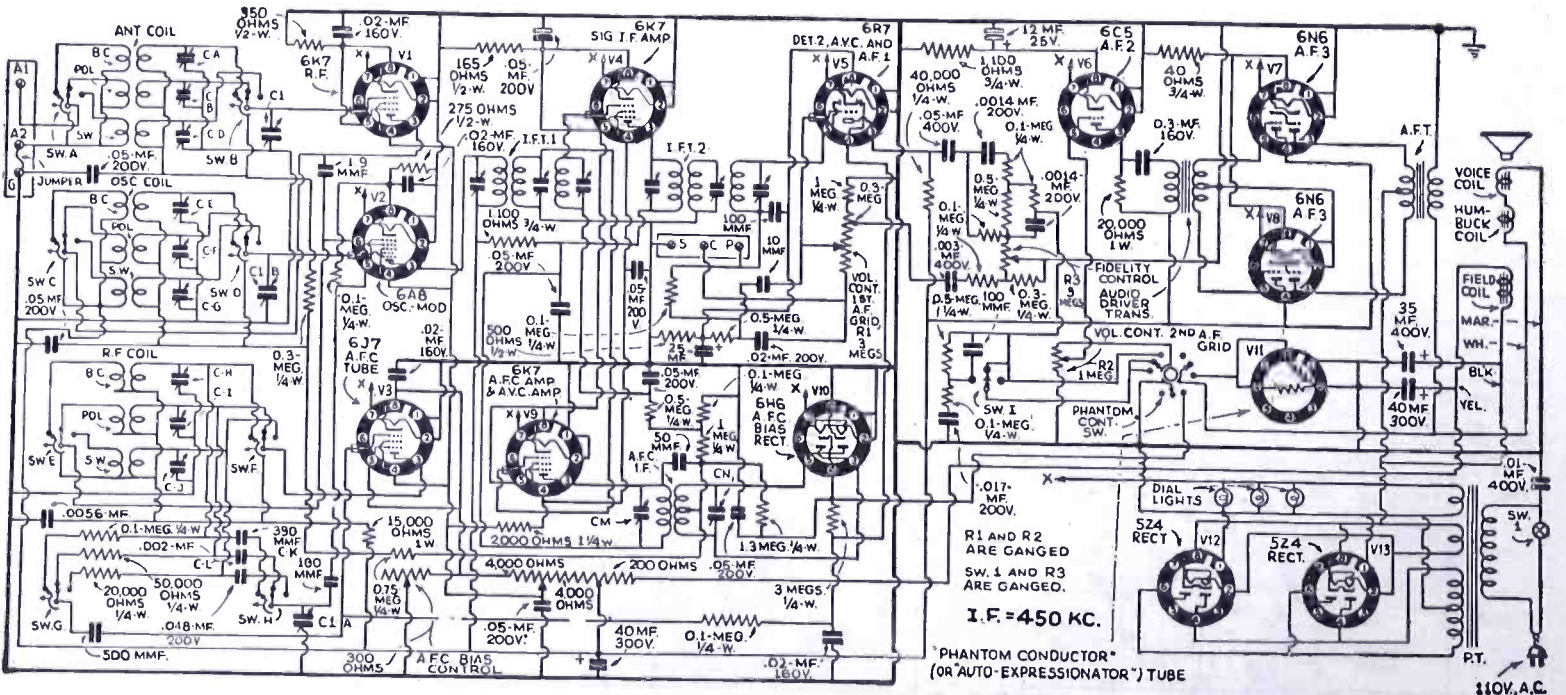 ANT COIL
A1
A2
G
BC
POL
SW.
SW. A
C A
C B
C D
SW. B
C1
.05-MF.
200V.
JUMPER
OSC COIL
BC
POL
S.W.
SW C
C-E
C-F
C-G
SW D
C1 B
.05 MF
200V.
R.F COIL
BC
POL
S.W.
SW.E
C-H
C-I
C-J
SW.F.
.0056-MF.
0.1-MEG. 1/4-W
.002-MF
20,000
OHMS
1/4-W.
50,000
OHMS
1/4-W.
390
MMF
C-K
C-L
100
MMF
SW.G.
SW.H
.048-MF.
200V
500 MMF.
C1 A
350
OHMS
1/2-W.
.02-MF
160V.
6K7
R.F.
X
V1
275 OHMS
1/2-W.
1.9
MMF
V2
6A8
OSC.-MOD
0.1-
MEG.
1/4-W.
0.3-
MEG.
1/4-W.
.02-
MF
160V.
6J7
A.F.C
TUBE
X
V3
15,000
OHMS
1 W
0.75
MEG
1/4-W.
300
OHMS
A F C BIAS
CONTROL
165
OHMS
1/2-W.
.05-
MF.
200V
6K7
SIG I.F. AMP
X V4
.02-MF.
160V.
I.F.T.1
I.F.T.2
1,100
OHMS 3/4-W
.05-MF
200V
.05
MF
200
V
0.1-
MEG
1/4-W
500
OHMS
1/2-W
S C P
25
MF
+
100
MMF
10
MMF
0.5-MEG
1/4-W.
.02-MF. 200V.
6K7
A.F.C AMP
& A.V.C. AMP
X V9
.05-MF
200V.
0.5-
MEG
1/4-W
50
MMF
A.F.C
I.F.
CM
CN
2000 OHMS 1 1/4 W
4,000 OHMS
4,000
OHMS
200 OHMS
.05-MF.
200V.
.05-MF.
200V.
40MF.
300V.
+
0.1-MEG.
1/4-W.
0.1-MEG
1/4-W.
1
MEG
1/4W
1.3 MEG. 1/4-W.
3 MEGS.
1/4-W.
.02-MF.
160V.
6R7
DET.2, A.V.C. AND
A.F.1
X
V5
1
MEG
1/4W.
0.3-
MEG
VOL.
CONT.
1ST.
A.F.
GRID,
R1
3
MEGS
6H6
A.F.C
BIAS
RECT.
X V10
12 MF.
25V.
+
1,100
OHMS
3/4-W.
40,000
OHMS
1/4-W.
.05-MF
400V.
.0014 MF.
200V.
0.1-MEG
1/4-W.
0.5-
MEG
1/4W.
.0014
MF
200V.
0.1-
MEG
1/4W
.003-
MF.
400V.
0.5-MEG.
1/4W.
100
MMF.
0.3-
MEG.
1/4-W.
R3
9
MEGS
6C5
A.F.2
X V6
40
OHMS
3/4-W.
0.3-MF.
160V.
20,000
OHMS
1W.
FIDELITY
CONTROL
AUDIO
DRIVER
TRANS.
6N6
A.F.3
X V7
6N6
A F.3
X V8
A.F.T.
VOL. CONT. 2ND A.F.
GRID
R2
1 MEG.
SW. I
0.1-MEG.
1/4-W.
.017-
MF.
200V.
PHANTOM
CONT.
SW.
V11
35
MF.
400V.
+
40MF
300V.
+
VOICE
COIL
HUM-
BUCK
COIL
FIELD
COIL
MAR.-
WH.-
BLK
YEL.
X
DIAL
LIGHTS
.01-
MF
400V.
SW.
1
5Z4
RECT
V12
5Z4
RECT.
V13
P.T.
110V. A.C.
R1 AND R2
ARE GANGED
SW. 1 AND R3
ARE GANGED.
I.F. = 450 KC.
"PHANTOM CONDUCTOR"
(OR "AUTO-EXPRESSIONATOR") TUBE